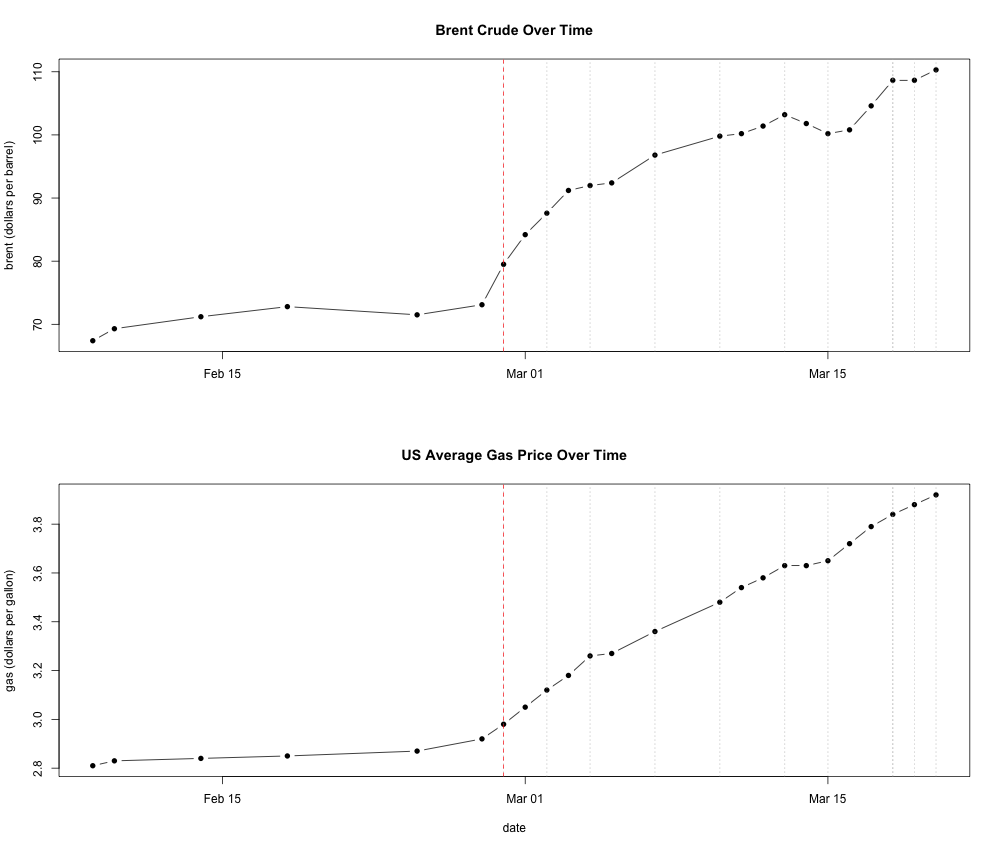 Brent Crude Over Time
brent (dollars per barrel)
110
100
90
80
70
Feb 15
Mar 01
Mar 15
US Average Gas Price Over Time
gas (dollars per gallon)
3.8
3.6
3.4
3.2
3.0
2.8
Feb 15
Mar 01
Mar 15
date